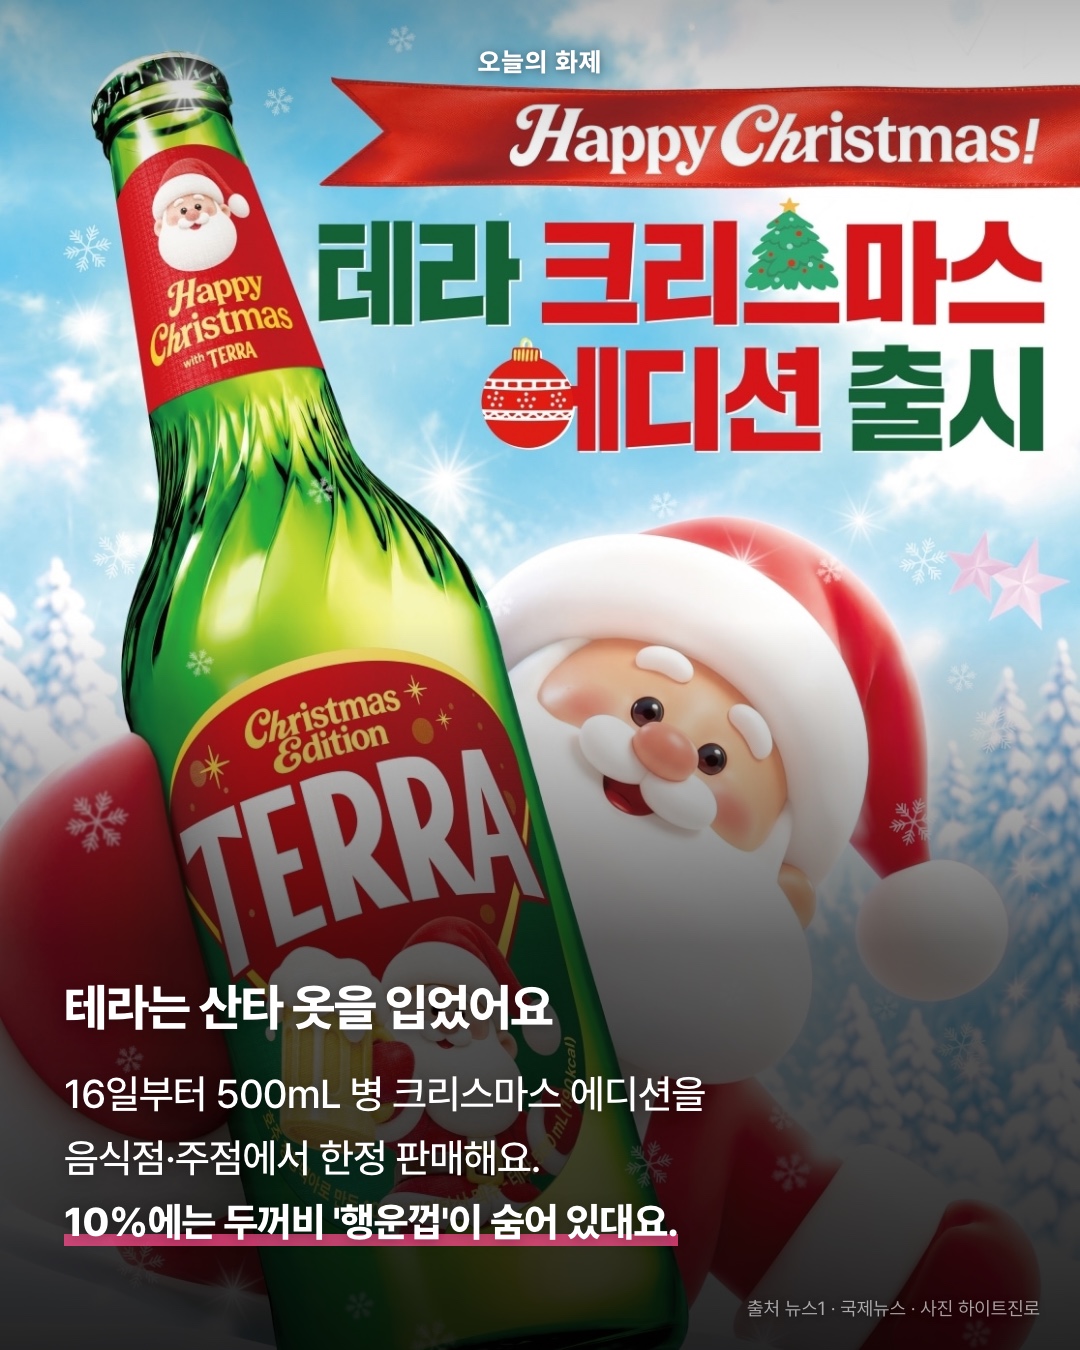 오늘의 화제
Happy Christmas!
테라 크리스마스
에디션 출시
Happy
Christmas
with TERRA
Christmas
Edition
TERRA
테라는 산타 옷을 입었어요
16일부터 500mL 병 크리스마스 에디션을
음식점·주점에서 한정 판매해요.
10%에는 두꺼비 '행운껍'이 숨어 있대요.
출처 뉴스1 · 국제뉴스 · 사진 하이트진로